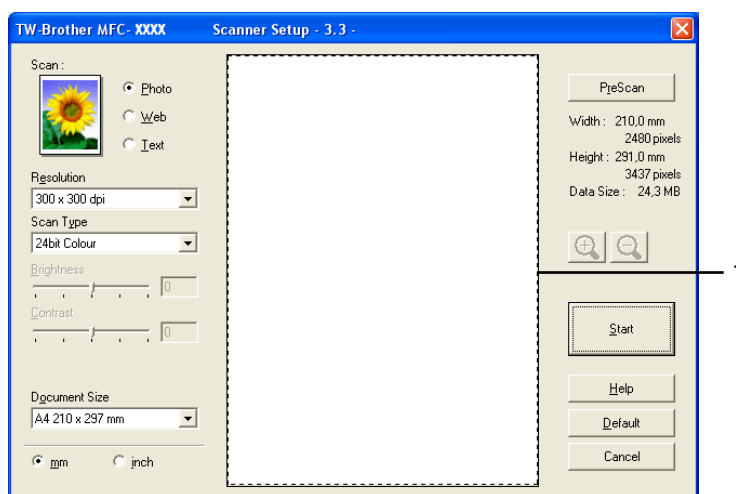 TW-Brother MFC- XXXX Scanner Setup - 3.3 -
Scan :
Photo
Web
Text
Resolution
300 x 300 dpi
Scan Type
24bit Colour
Brightness
0
Contrast
0
Document Size
A4 210 x 297 mm
mm inch
PreScan
Width : 210,0 mm
2480 pixels
Height : 291,0 mm
3437 pixels
Data Size : 24,3 MB
1
Start
Help
Default
Cancel